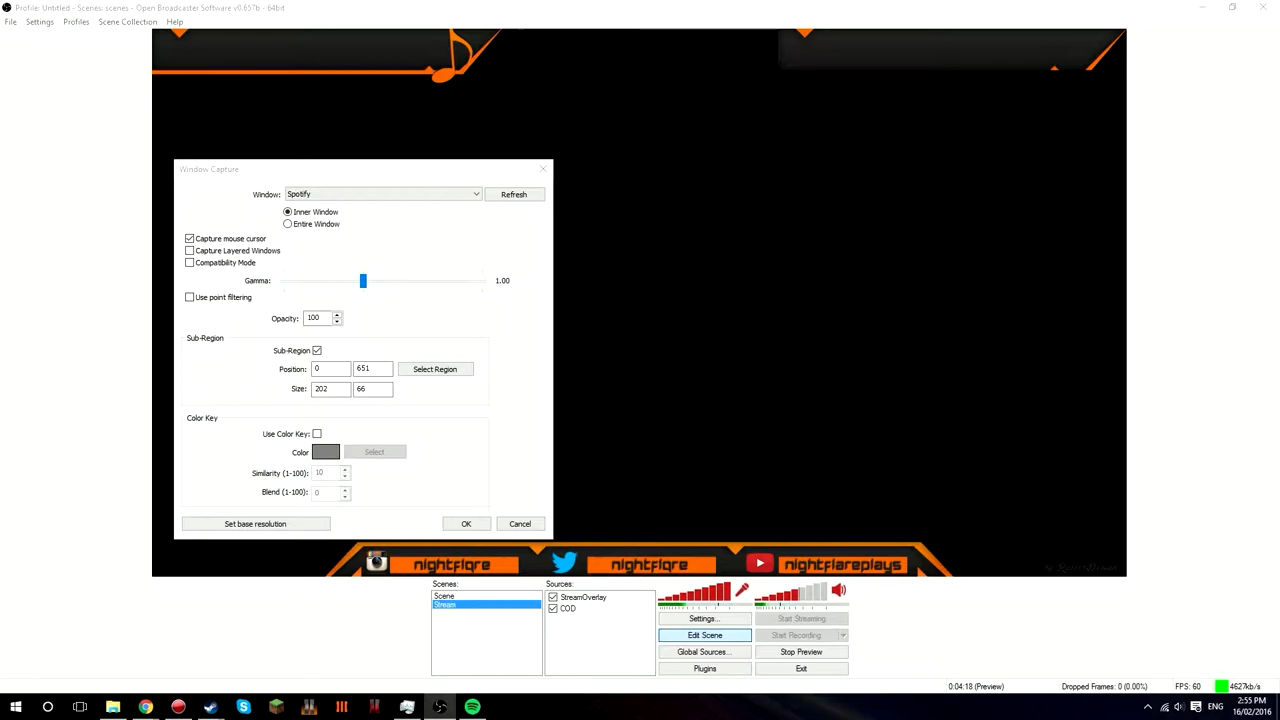 Profile: Untitled - Scenes: scenes - Open Broadcaster Software v0.657b - 64bit
File Settings Profiles Scene Collection Help
Window Capture
Window: Spotify Refresh
Inner Window
Entire Window
Capture mouse cursor
Capture Layered Windows
Compatibility Mode
Gamma: 1.00
Use point filtering
Opacity: 100
Sub-Region
Sub-Region
Position: 0 651 Select Region
Size: 202 66
Color Key
Use Color Key:
Color Select
Similarity (1-100): 10
Blend (1-100): 0
Set base resolution OK Cancel
nightflqre nightflqre nightflareplays
Scenes: Sources:
Scene
Stream
StreamOverlay
COD
Settings... Start Streaming
Edit Scene Start Recording
Global Sources... Stop Preview
Plugins Exit
0:04:18 (Preview) Dropped Frames: 0 (0.00%) FPS: 60 4627kb/s
ENG
2:55 PM
16/02/2016